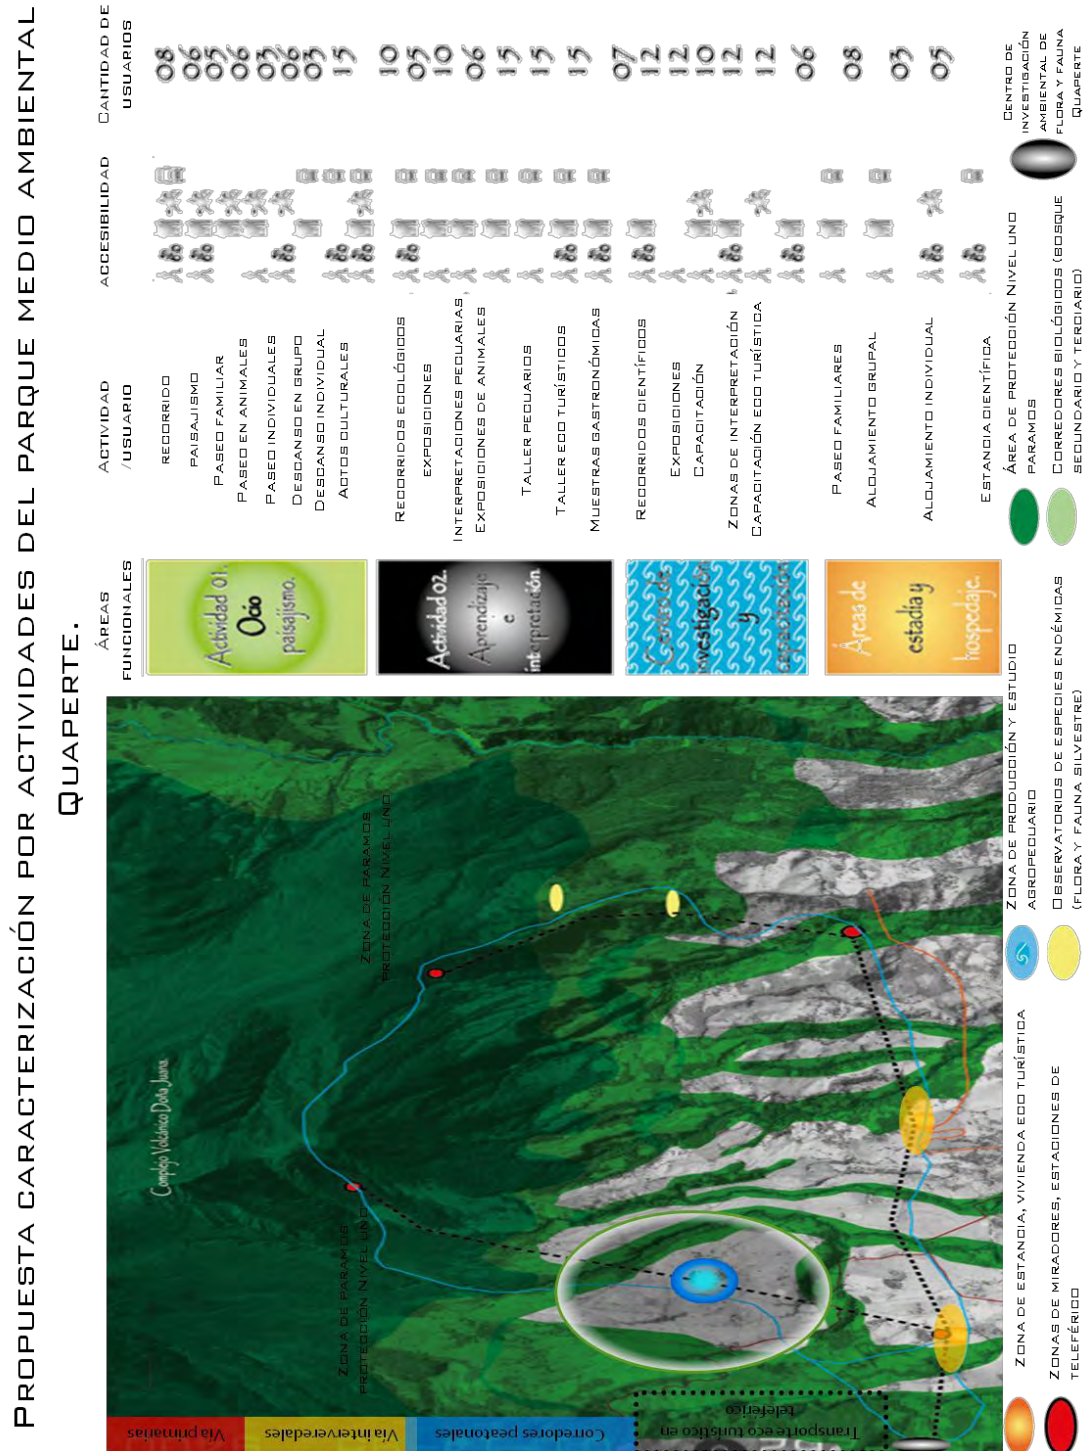 PROPUESTA CARACTERIZACIÓN POR ACTIVIDADES DEL PARQUE MEDIO AMBIENTAL
QUAPERTE.
ÁREAS
FUNCIONALES
ACTIVIDAD
/USUARIO
ACCESIBILIDAD
CANTIDAD DE
USUARIOS
Actividad 01.
Ocio
paisajismo.
RECORRIDO
PAISAJISMO
PASEO FAMILIAR
PASEO EN ANIMALES
PASEO INDIVIDUALES
DESCANSO EN GRUPO
DESCANSO INDIVIDUAL
ACTOS CULTURALES
08
06
05
06
03
06
03
15
Actividad 02.
Aprendizaje
e
interpretación.
RECORRIDOS ECOLÓGICOS
EXPOSICIONES
INTERPRETACIONES PECUARIAS
EXPOSICIONES DE ANIMALES
TALLER PECUARIOS
TALLER ECO TURÍSTICOS
MUESTRAS GASTRONÓMICAS
10
05
10
06
15
15
15
Centro de
investigación
y
capacitación
RECORRIDOS CIENTÍFICOS
EXPOSICIONES
CAPACITACIÓN
ZONAS DE INTERPRETACIÓN
CAPACITACIÓN ECO TURÍSTICA
07
12
12
10
12
12
Áreas de
estadía y
hospedaje.
PASEO FAMILIARES
ALOJAMIENTO GRUPAL
ALOJAMIENTO INDIVIDUAL
ESTANCIA CIENTÍFICA
06
08
03
05
Complejo Volcánico Doña Juana
ZONA DE PARAMOS
PROTECCIÓN NIVEL UNO
ZONA DE PARAMOS
PROTECCIÓN NIVEL UNO
Vía primarias
Vía interveredales
Corredores peatonales
Transporte eco turístico en
teleférico
ZONA DE ESTANCIA, VIVIENDA ECO TURÍSTICA
ZONAS DE MIRADORES, ESTACIONES DE
TELEFÉRICO
ZONA DE PRODUCCIÓN Y ESTUDIO
AGROPECUARIO
OBSERVATORIOS DE ESPECIES ENDÉMICAS
(FLORA Y FAUNA SILVESTRE)
ÁREA DE PROTECCIÓN NIVEL UNO
PARAMOS
CORREDORES BIOLÓGICOS (BOSQUE
SECUNDARIO Y TERCIARIO)
CENTRO DE
INVESTIGACIÓN
AMBIENTAL DE
FLORA Y FAUNA
QUAPERTE